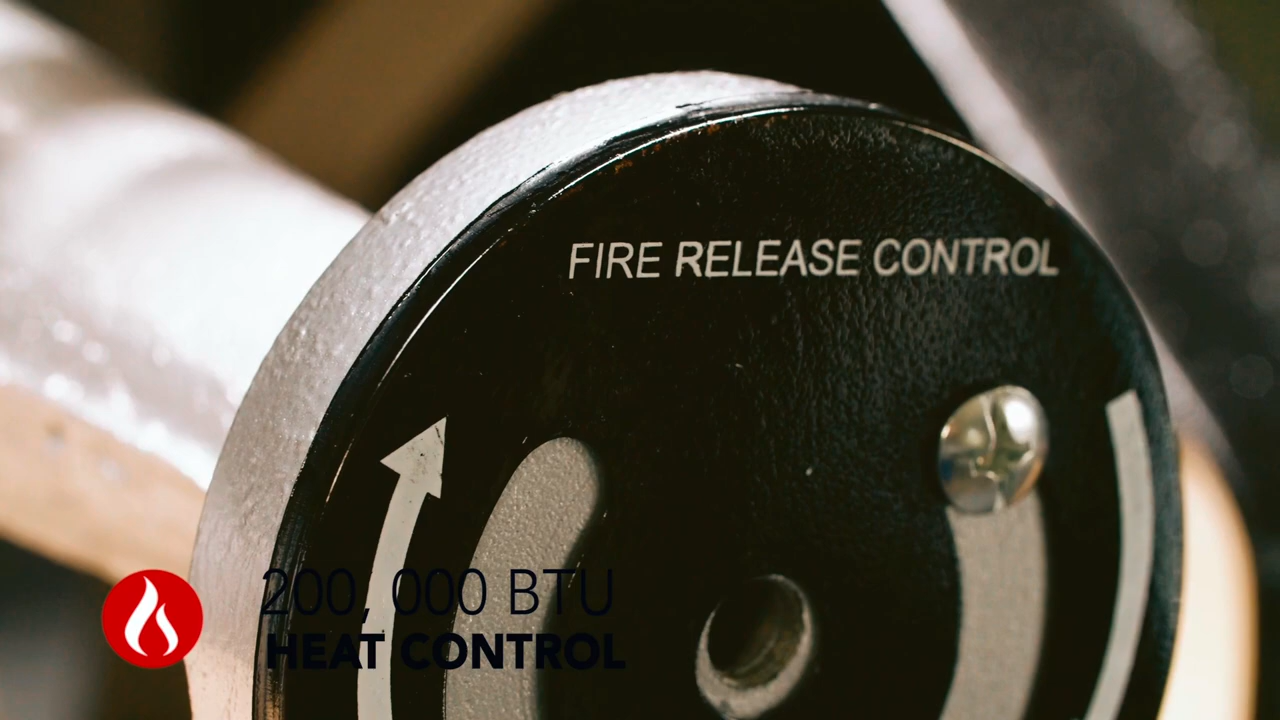 FIRE RELEASE CONTROL
200, 000 BTU
HEAT CONTROL